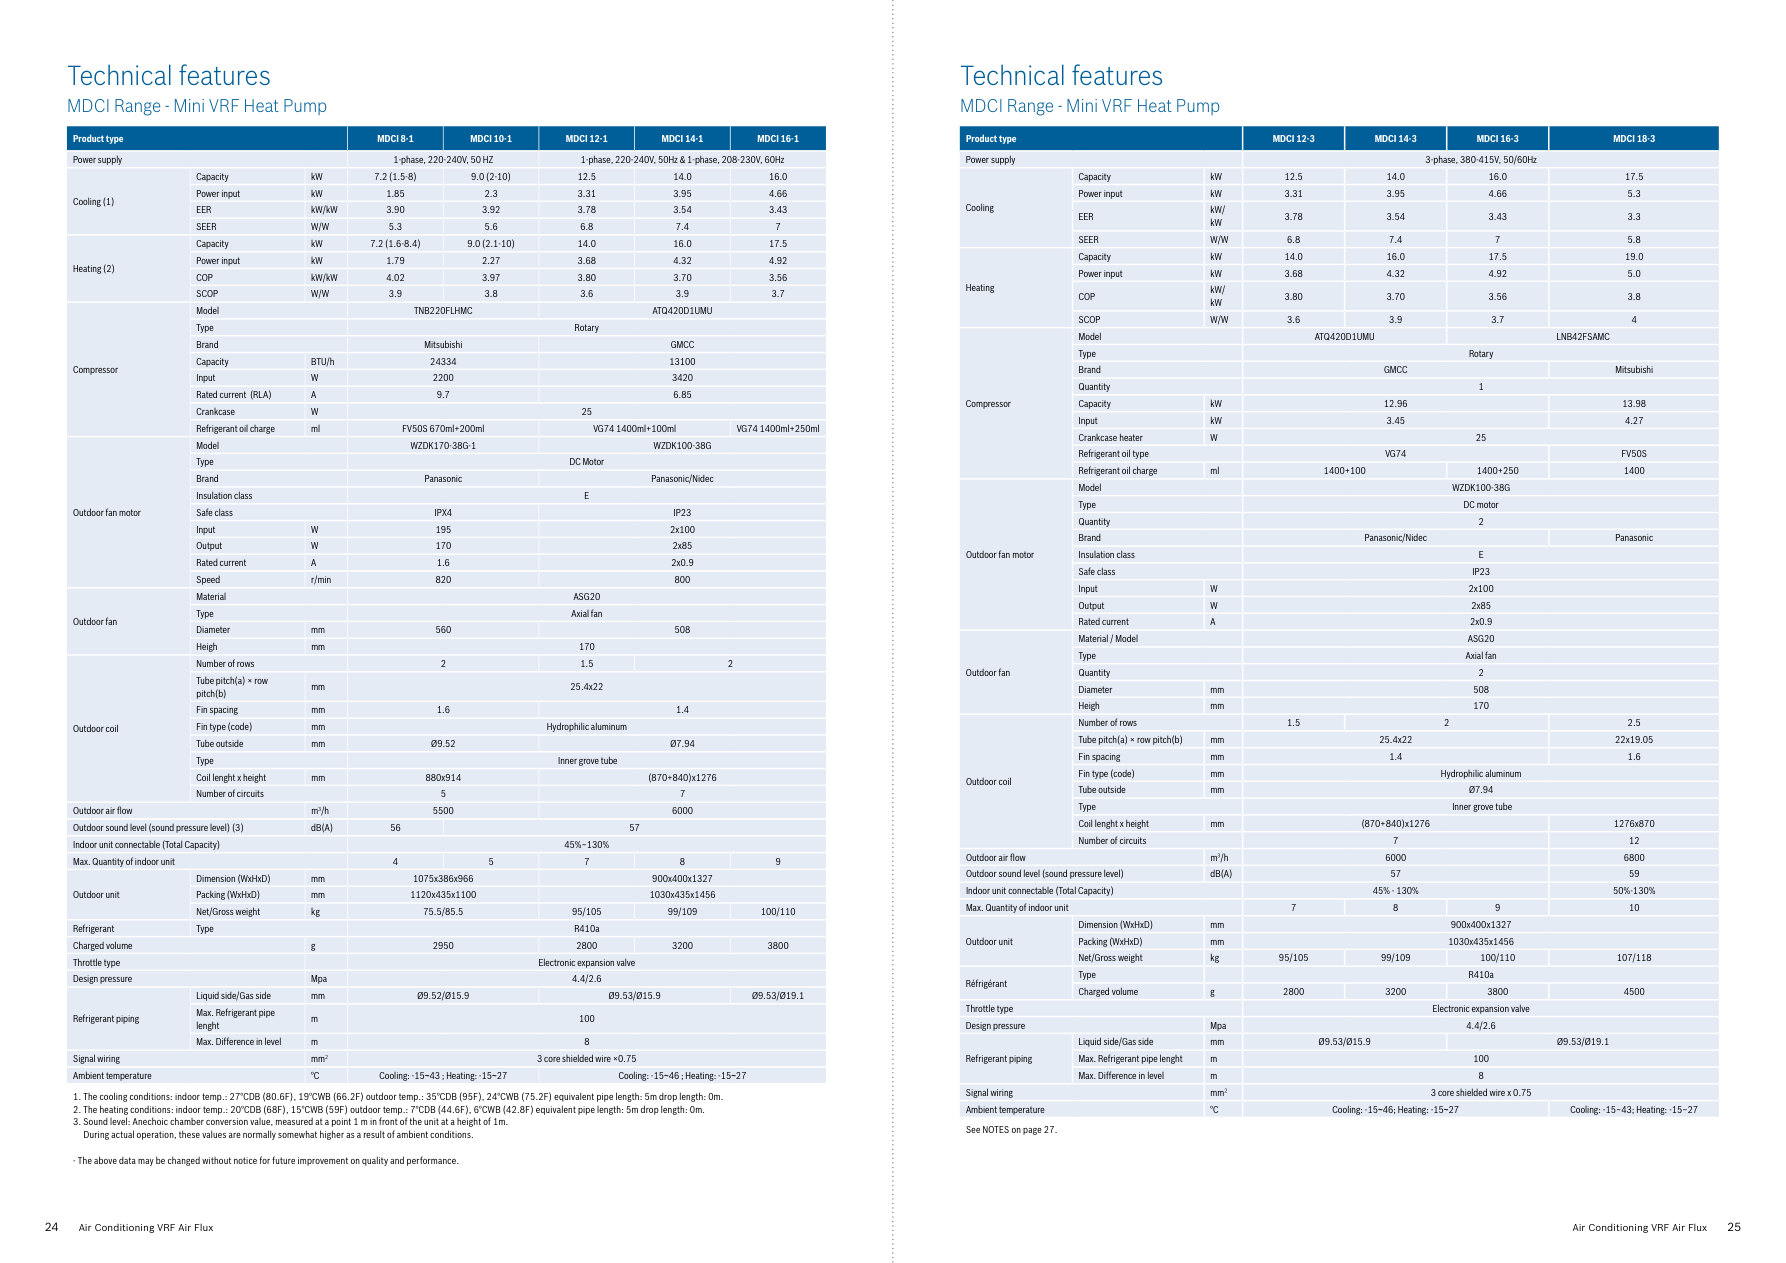 Technical features
MDCI Range - Mini VRF Heat Pump
Product type MDCI 8-1 MDCI 10-1 MDCI 12-1 MDCI 14-1 MDCI 16-1
Power supply 1-phase, 220-240V, 50 HZ 1-phase, 220-240V, 50Hz & 1-phase, 208-230V, 60Hz
Cooling (1)
Capacity kW 7.2 (1.5-8) 9.0 (2-10) 12.5 14.0 16.0
Power input kW 1.85 2.3 3.31 3.95 4.66
EER kW/kW 3.90 3.92 3.78 3.54 3.43
SEER W/W 5.3 5.6 6.8 7.4 7
Heating (2)
Capacity kW 7.2 (1.6-8.4) 9.0 (2.1-10) 14.0 16.0 17.5
Power input kW 1.79 2.27 3.68 4.32 4.92
COP kW/kW 4.02 3.97 3.80 3.70 3.56
SCOP W/W 3.9 3.8 3.6 3.9 3.7
Compressor
Model TNB220FLHMC ATQ420D1UMU
Type Rotary
Brand Mitsubishi GMCC
Capacity BTU/h 24334 13100
Input W 2200 3420
Rated current (RLA) A 9.7 6.85
Crankcase W 25
Refrigerant oil charge ml FV50S 670ml+200ml VG74 1400ml+100ml VG74 1400ml+250ml
Outdoor fan motor
Model WZDK170-38G-1 WZDK100-38G
Type DC Motor
Brand Panasonic Panasonic/Nidec
Insulation class E
Safe class IPX4 IP23
Input W 195 2x100
Output W 170 2x85
Rated current A 1.6 2x0.9
Speed r/min 820 800
Outdoor fan
Material ASG20
Type Axial fan
Diameter mm 560 508
Heigh mm 170
Outdoor coil
Number of rows 2 1.5 2
Tube pitch(a) × row
pitch(b) mm 25.4x22
Fin spacing mm 1.6 1.4
Fin type (code) mm Hydrophilic aluminum
Tube outside mm Ø9.52 Ø7.94
Type Inner grove tube
Coil lenght x height mm 880x914 (870+840)x1276
Number of circuits 5 7
Outdoor air flow m³/h 5500 6000
Outdoor sound level (sound pressure level) (3) dB(A) 56 57
Indoor unit connectable (Total Capacity) 45%~130%
Max. Quantity of indoor unit 4 5 7 8 9
Outdoor unit
Dimension (WxHxD) mm 1075x386x966 900x400x1327
Packing (WxHxD) mm 1120x435x1100 1030x435x1456
Net/Gross weight kg 75.5/85.5 95/105 99/109 100/110
Refrigerant Type R410a
Charged volume g 2950 2800 3200 3800
Throttle type Electronic expansion valve
Design pressure Mpa 4.4/2.6
Refrigerant piping
Liquid side/Gas side mm Ø9.52/Ø15.9 Ø9.53/Ø15.9 Ø9.53/Ø19.1
Max. Refrigerant pipe
lenght m 100
Max. Difference in level m 8
Signal wiring mm² 3 core shielded wire ×0.75
Ambient temperature °C Cooling: -15~43 ; Heating: -15~27 Cooling: -15~46 ; Heating: -15~27
1. The cooling conditions: indoor temp.: 27°CDB (80.6F), 19°CWB (66.2F) outdoor temp.: 35°CDB (95F), 24°CWB (75.2F) equivalent pipe length: 5m drop length: 0m.
2. The heating conditions: indoor temp.: 20°CDB (68F), 15°CWB (59F) outdoor temp.: 7°CDB (44.6F), 6°CWB (42.8F) equivalent pipe length: 5m drop length: 0m.
3. Sound level: Anechoic chamber conversion value, measured at a point 1 m in front of the unit at a height of 1m.
During actual operation, these values are normally somewhat higher as a result of ambient conditions.
- The above data may be changed without notice for future improvement on quality and performance.
24 Air Conditioning VRF Air Flux
Technical features
MDCI Range - Mini VRF Heat Pump
Product type MDCI 12-3 MDCI 14-3 MDCI 16-3 MDCI 18-3
Power supply 3-phase, 380-415V, 50/60Hz
Cooling
Capacity kW 12.5 14.0 16.0 17.5
Power input kW 3.31 3.95 4.66 5.3
EER kW/
kW 3.78 3.54 3.43 3.3
SEER W/W 6.8 7.4 7 5.8
Heating
Capacity kW 14.0 16.0 17.5 19.0
Power input kW 3.68 4.32 4.92 5.0
COP kW/
kW 3.80 3.70 3.56 3.8
SCOP W/W 3.6 3.9 3.7 4
Compressor
Model ATQ420D1UMU LNB42FSAMC
Type Rotary
Brand GMCC Mitsubishi
Quantity 1
Capacity kW 12.96 13.98
Input kW 3.45 4.27
Crankcase heater W 25
Refrigerant oil type VG74 FV50S
Refrigerant oil charge ml 1400+100 1400+250 1400
Outdoor fan motor
Model WZDK100-38G
Type DC motor
Quantity 2
Brand Panasonic/Nidec Panasonic
Insulation class E
Safe class IP23
Input W 2x100
Output W 2x85
Rated current A 2x0.9
Outdoor fan
Material / Model ASG20
Type Axial fan
Quantity 2
Diameter mm 508
Heigh mm 170
Outdoor coil
Number of rows 1.5 2 2.5
Tube pitch(a) × row pitch(b) mm 25.4x22 22x19.05
Fin spacing mm 1.4 1.6
Fin type (code) mm Hydrophilic aluminum
Tube outside mm Ø7.94
Type Inner grove tube
Coil lenght x height mm (870+840)x1276 1276x870
Number of circuits 7 12
Outdoor air flow m³/h 6000 6800
Outdoor sound level (sound pressure level) dB(A) 57 59
Indoor unit connectable (Total Capacity) 45% - 130% 50%-130%
Max. Quantity of indoor unit 7 8 9 10
Outdoor unit
Dimension (WxHxD) mm 900x400x1327
Packing (WxHxD) mm 1030x435x1456
Net/Gross weight kg 95/105 99/109 100/110 107/118
Réfrigérant
Type R410a
Charged volume g 2800 3200 3800 4500
Throttle type Electronic expansion valve
Design pressure Mpa 4.4/2.6
Refrigerant piping
Liquid side/Gas side mm Ø9.53/Ø15.9 Ø9.53/Ø19.1
Max. Refrigerant pipe lenght m 100
Max. Difference in level m 8
Signal wiring mm² 3 core shielded wire x 0.75
Ambient temperature °C Cooling: -15~46; Heating: -15~27 Cooling: -15~43; Heating: -15~27
See NOTES on page 27.
Air Conditioning VRF Air Flux 25